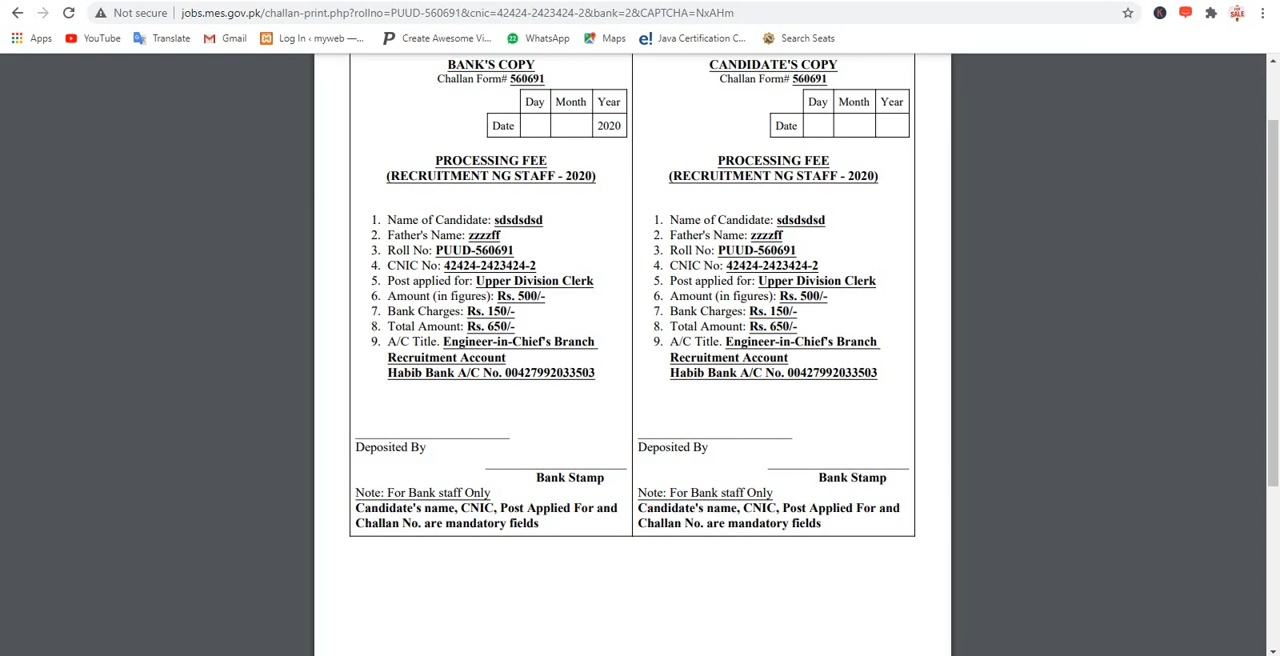 Not secure | jobs.mes.gov.pk/challan-print.php?rollno=PUUD-560691&cnic=42424-2423424-2&bank=2&CAPTCHA=NxAHm
Apps YouTube Translate Gmail Log In ‹ myweb —... Create Awesome Vi... WhatsApp Maps Java Certification C... Search Seats
BANK'S COPY
Challan Form# 560691
Day Month Year
Date 2020
PROCESSING FEE
(RECRUITMENT NG STAFF - 2020)
1. Name of Candidate: sdsdsdsd
2. Father's Name: zzzzff
3. Roll No: PUUD-560691
4. CNIC No: 42424-2423424-2
5. Post applied for: Upper Division Clerk
6. Amount (in figures): Rs. 500/-
7. Bank Charges: Rs. 150/-
8. Total Amount: Rs. 650/-
9. A/C Title. Engineer-in-Chief's Branch
Recruitment Account
Habib Bank A/C No. 00427992033503
Deposited By
Bank Stamp
Note: For Bank staff Only
Candidate's name, CNIC, Post Applied For and
Challan No. are mandatory fields
CANDIDATE'S COPY
Challan Form# 560691
Day Month Year
Date
PROCESSING FEE
(RECRUITMENT NG STAFF - 2020)
1. Name of Candidate: sdsdsdsd
2. Father's Name: zzzzff
3. Roll No: PUUD-560691
4. CNIC No: 42424-2423424-2
5. Post applied for: Upper Division Clerk
6. Amount (in figures): Rs. 500/-
7. Bank Charges: Rs. 150/-
8. Total Amount: Rs. 650/-
9. A/C Title. Engineer-in-Chief's Branch
Recruitment Account
Habib Bank A/C No. 00427992033503
Deposited By
Bank Stamp
Note: For Bank staff Only
Candidate's name, CNIC, Post Applied For and
Challan No. are mandatory fields